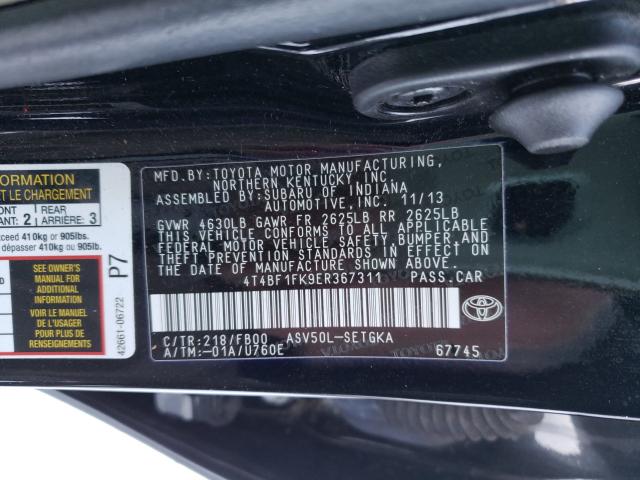 FORMATION
ET LE CHARGEMENT
ONT 2 REAR ARRIÈRE: 3
xceed 410kg or 905lbs.
dépasser 410kg ou 905lb.
SEE OWNER'S
MANUAL FOR
ADDITIONAL
INFORMATION
VOIR LE MANUEL
DE L'USAGER
POUR PLUS DE
RENSEIGNEMENTS
P7
42661-06722
MFD.BY:TOYOTA MOTOR MANUFACTURING,
NORTHERN KENTUCKY,INC.
ASSEMBLED BY:SUBARU OF INDIANA
AUTOMOTIVE,INC. 11/13
GVWR 4630LB GAWR FR 2625LB RR 2625LB
THIS VEHICLE CONFORMS TO ALL APPLICABLE
FEDERAL MOTOR VEHICLE SAFETY,BUMPER,AND
THEFT PREVENTION STANDARDS IN EFFECT ON
THE DATE OF MANUFACTURE SHOWN ABOVE.
4T4BF1FK9ER367311 PASS.CAR
C/TR:218/FB00 ASV50L-SETGKA
A/TM:-01A/U760E 67745